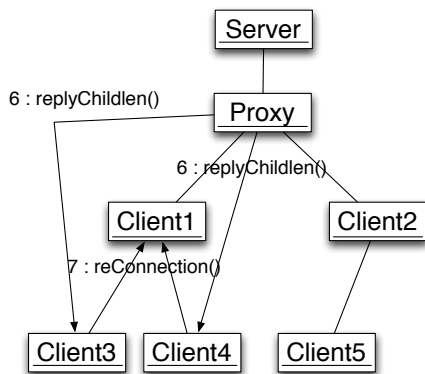 Server
6 : replyChildlen()
Proxy
6 : replyChildlen()
Client1
Client2
7 : reConnection()
Client3
Client4
Client5